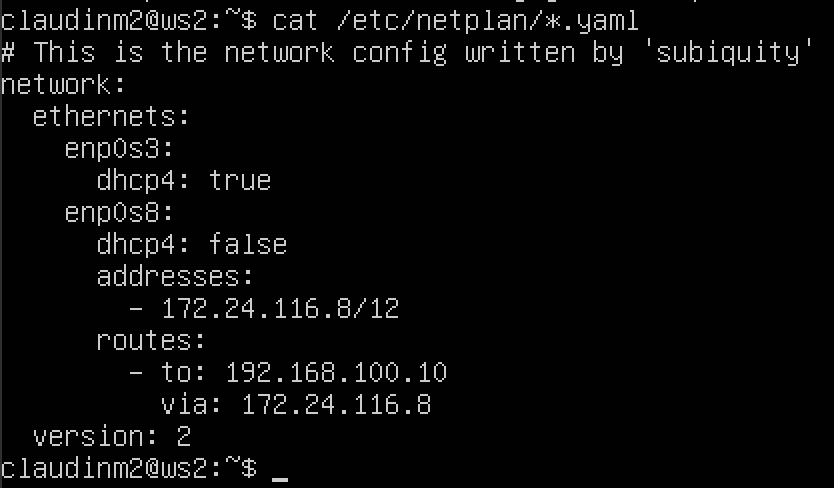 claudinm2@ws2:~$ cat /etc/netplan/*.yaml
# This is the network config written by 'subiquity'
network:
  ethernets:
    enp0s3:
      dhcp4: true
    enp0s8:
      dhcp4: false
      addresses:
        - 172.24.116.8/12
      routes:
        - to: 192.168.100.10
          via: 172.24.116.8
  version: 2
claudinm2@ws2:~$ _